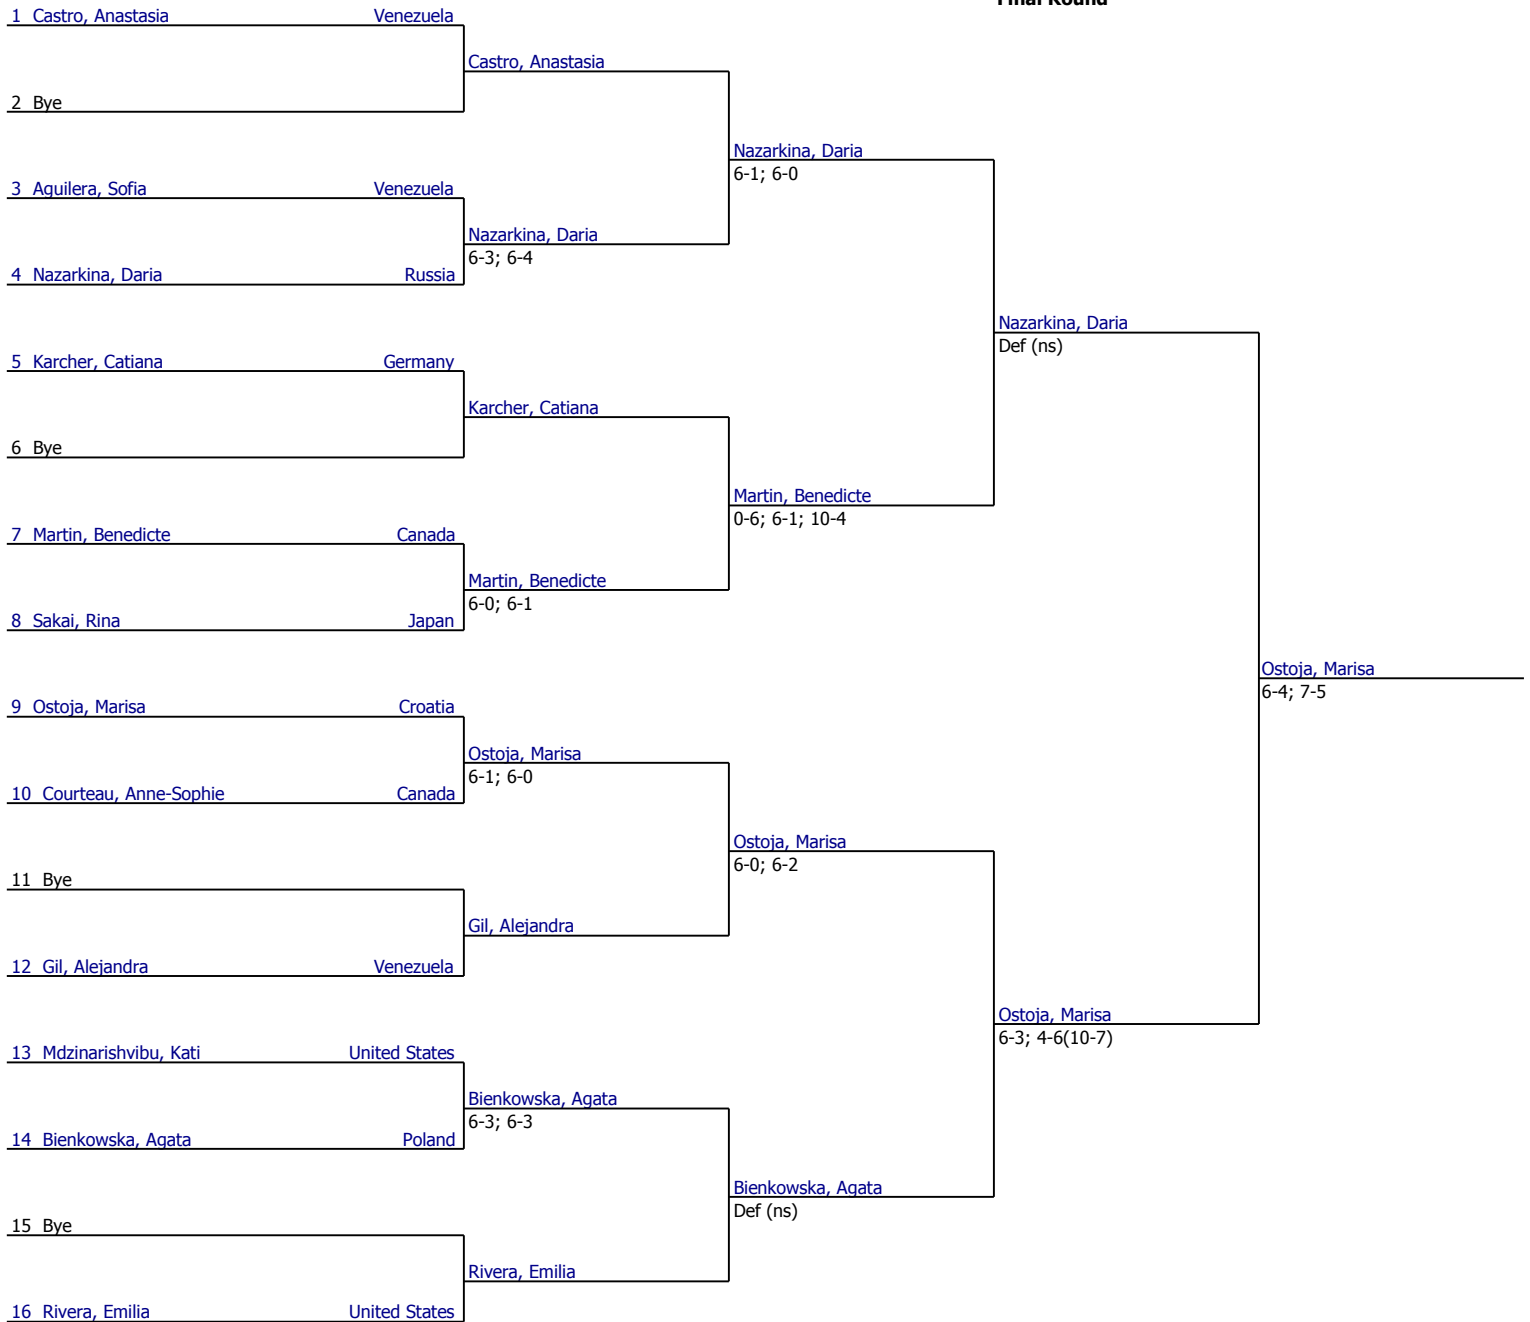 Final Round
1 Castro, Anastasia Venezuela
Castro, Anastasia
2 Bye
Nazarkina, Daria
6-1; 6-0
3 Aguilera, Sofia Venezuela
Nazarkina, Daria
6-3; 6-4
4 Nazarkina, Daria Russia
Nazarkina, Daria
Def (ns)
5 Karcher, Catiana Germany
Karcher, Catiana
6 Bye
Martin, Benedicte
0-6; 6-1; 10-4
7 Martin, Benedicte Canada
Martin, Benedicte
6-0; 6-1
8 Sakai, Rina Japan
Ostoja, Marisa
6-4; 7-5
9 Ostoja, Marisa Croatia
Ostoja, Marisa
6-1; 6-0
10 Courteau, Anne-Sophie Canada
Ostoja, Marisa
6-0; 6-2
11 Bye
Gil, Alejandra
12 Gil, Alejandra Venezuela
Ostoja, Marisa
6-3; 4-6(10-7)
13 Mdzinarishvibu, Kati United States
Bienkowska, Agata
6-3; 6-3
14 Bienkowska, Agata Poland
Bienkowska, Agata
Def (ns)
15 Bye
Rivera, Emilia
16 Rivera, Emilia United States